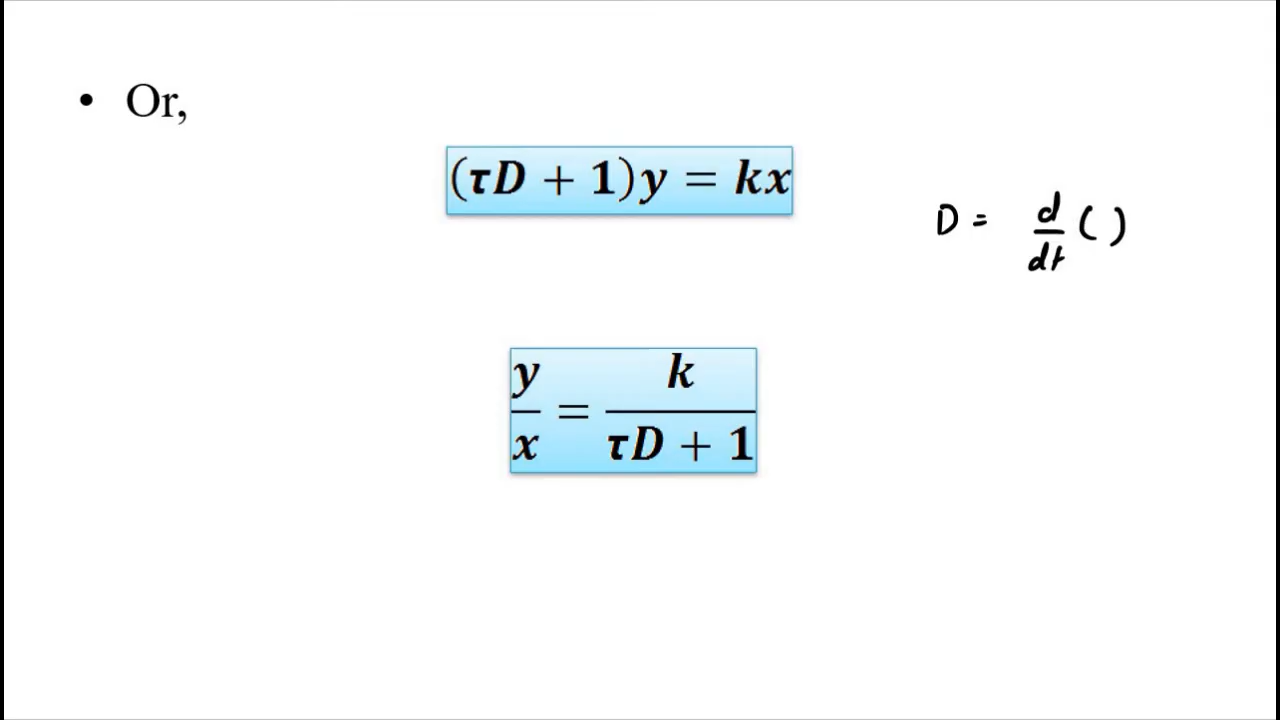 • Or,
(τD + 1)y = kx
D = d/dt ( )
y/x = k/(τD + 1)